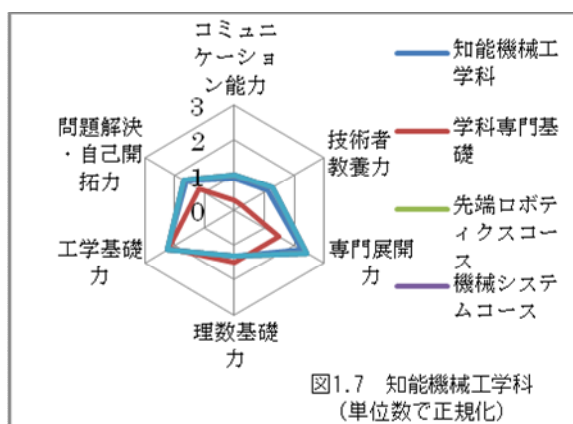 コミュニ
ケーショ
ン能力
3
2
1
0
技術者
教養力
専門展開
力
理数基礎
力
工学基礎
力
問題解決
・自己開
拓力
知能機械工
学科
学科専門基
礎
先端ロボテ
ィクスコー
ス
機械システ
ムコース
図1.7 知能機械工学科
(単位数で正規化)